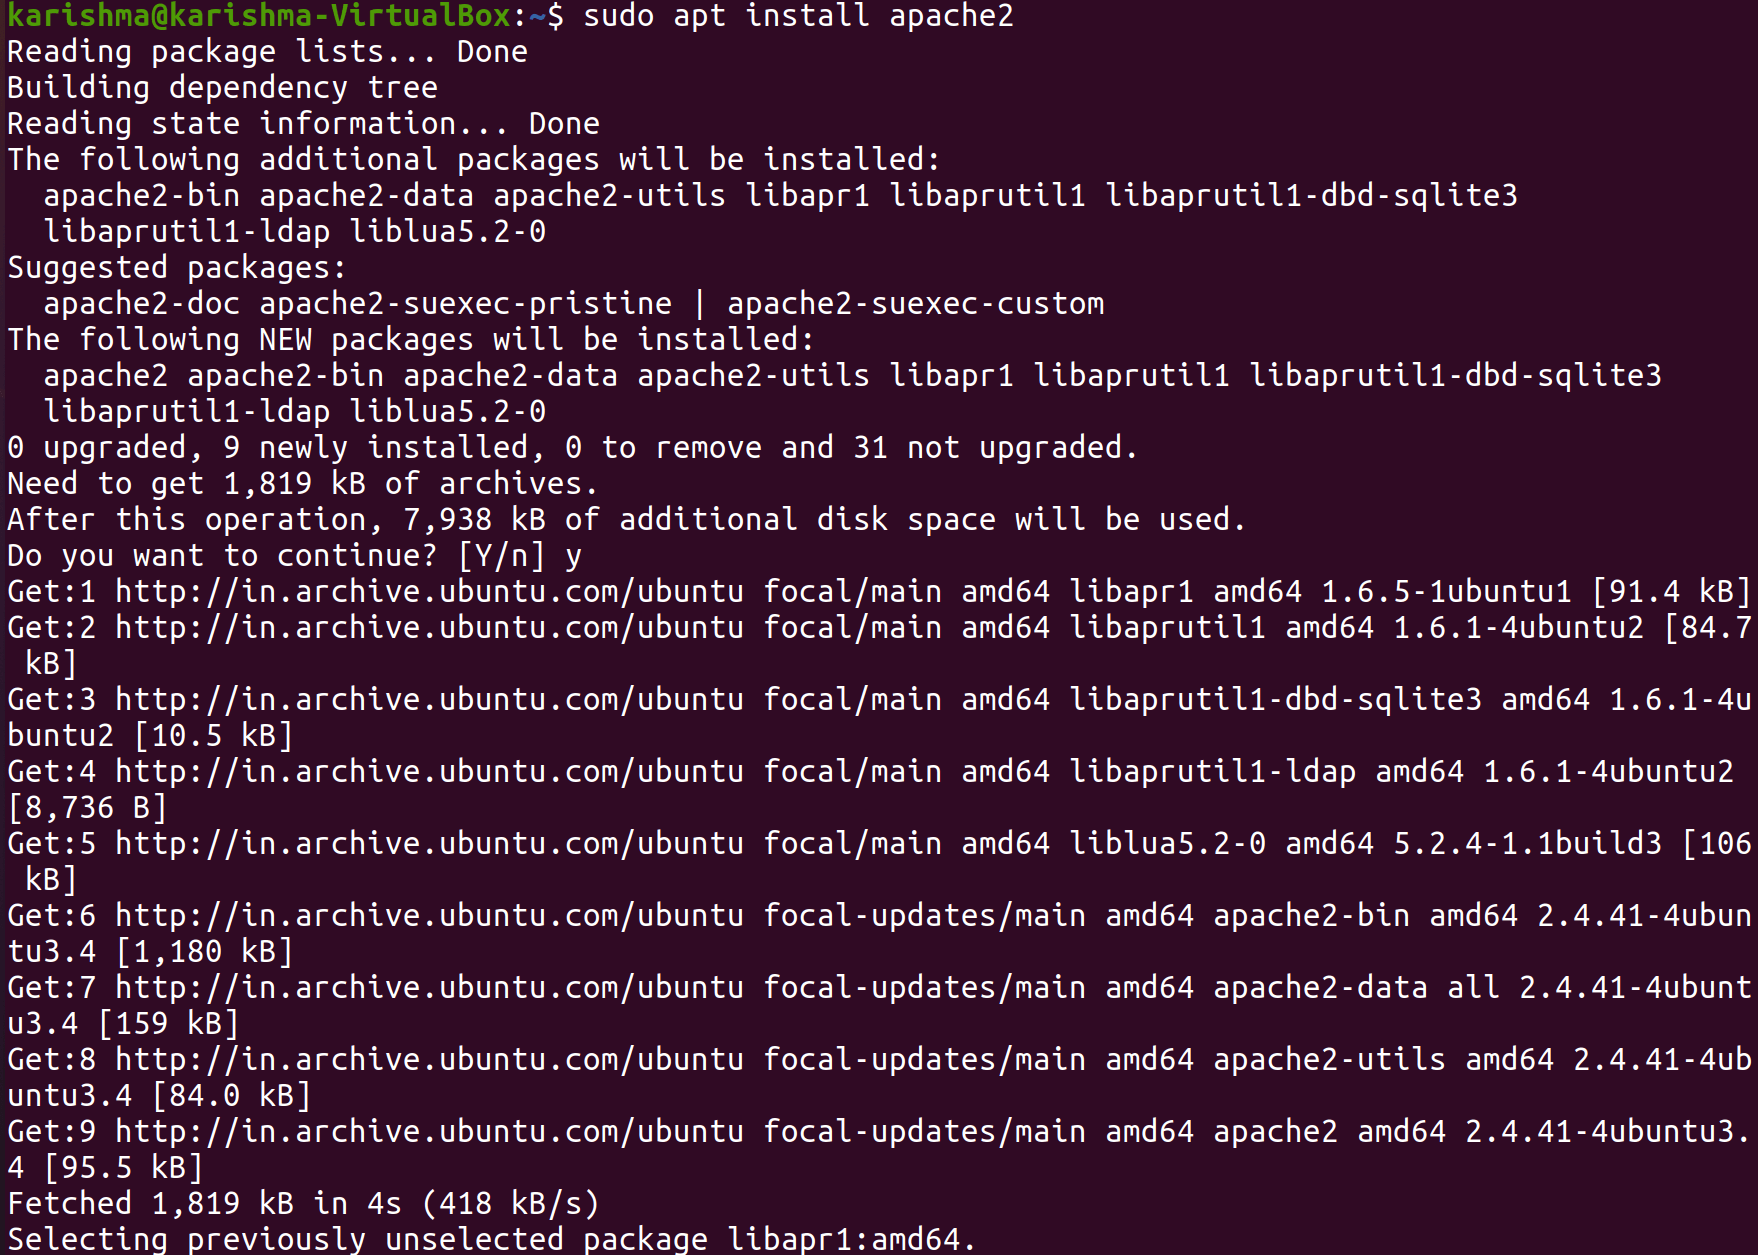 karishma@karishma-VirtualBox:~$ sudo apt install apache2
Reading package lists... Done
Building dependency tree
Reading state information... Done
The following additional packages will be installed:
  apache2-bin apache2-data apache2-utils libapr1 libaprutil1 libaprutil1-dbd-sqlite3
  libaprutil1-ldap liblua5.2-0
Suggested packages:
  apache2-doc apache2-suexec-pristine | apache2-suexec-custom
The following NEW packages will be installed:
  apache2 apache2-bin apache2-data apache2-utils libapr1 libaprutil1 libaprutil1-dbd-sqlite3
  libaprutil1-ldap liblua5.2-0
0 upgraded, 9 newly installed, 0 to remove and 31 not upgraded.
Need to get 1,819 kB of archives.
After this operation, 7,938 kB of additional disk space will be used.
Do you want to continue? [Y/n] y
Get:1 http://in.archive.ubuntu.com/ubuntu focal/main amd64 libapr1 amd64 1.6.5-1ubuntu1 [91.4 kB]
Get:2 http://in.archive.ubuntu.com/ubuntu focal/main amd64 libaprutil1 amd64 1.6.1-4ubuntu2 [84.7
 kB]
Get:3 http://in.archive.ubuntu.com/ubuntu focal/main amd64 libaprutil1-dbd-sqlite3 amd64 1.6.1-4u
buntu2 [10.5 kB]
Get:4 http://in.archive.ubuntu.com/ubuntu focal/main amd64 libaprutil1-ldap amd64 1.6.1-4ubuntu2
[8,736 B]
Get:5 http://in.archive.ubuntu.com/ubuntu focal/main amd64 liblua5.2-0 amd64 5.2.4-1.1build3 [106
 kB]
Get:6 http://in.archive.ubuntu.com/ubuntu focal-updates/main amd64 apache2-bin amd64 2.4.41-4ubun
tu3.4 [1,180 kB]
Get:7 http://in.archive.ubuntu.com/ubuntu focal-updates/main amd64 apache2-data all 2.4.41-4ubunt
u3.4 [159 kB]
Get:8 http://in.archive.ubuntu.com/ubuntu focal-updates/main amd64 apache2-utils amd64 2.4.41-4ub
untu3.4 [84.0 kB]
Get:9 http://in.archive.ubuntu.com/ubuntu focal-updates/main amd64 apache2 amd64 2.4.41-4ubuntu3.
4 [95.5 kB]
Fetched 1,819 kB in 4s (418 kB/s)
Selecting previously unselected package libapr1:amd64.